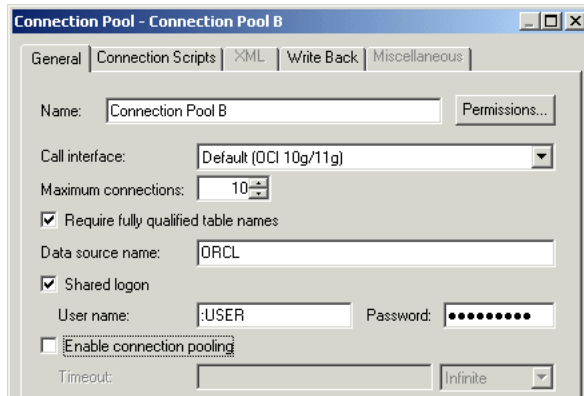 Connection Pool - Connection Pool B
General Connection Scripts XML Write Back Miscellaneous
Name: Connection Pool B Permissions...
Call interface: Default (OCI 10g/11g)
Maximum connections: 10
Require fully qualified table names
Data source name: ORCL
Shared logon
User name: :USER Password: ●●●●●●●●●
Enable connection pooling
Timeout: Infinite